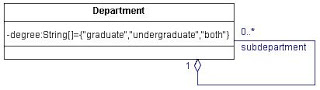 Department
-degree:String[]={"graduate","undergraduate","both"}
0..*
subdepartment
1